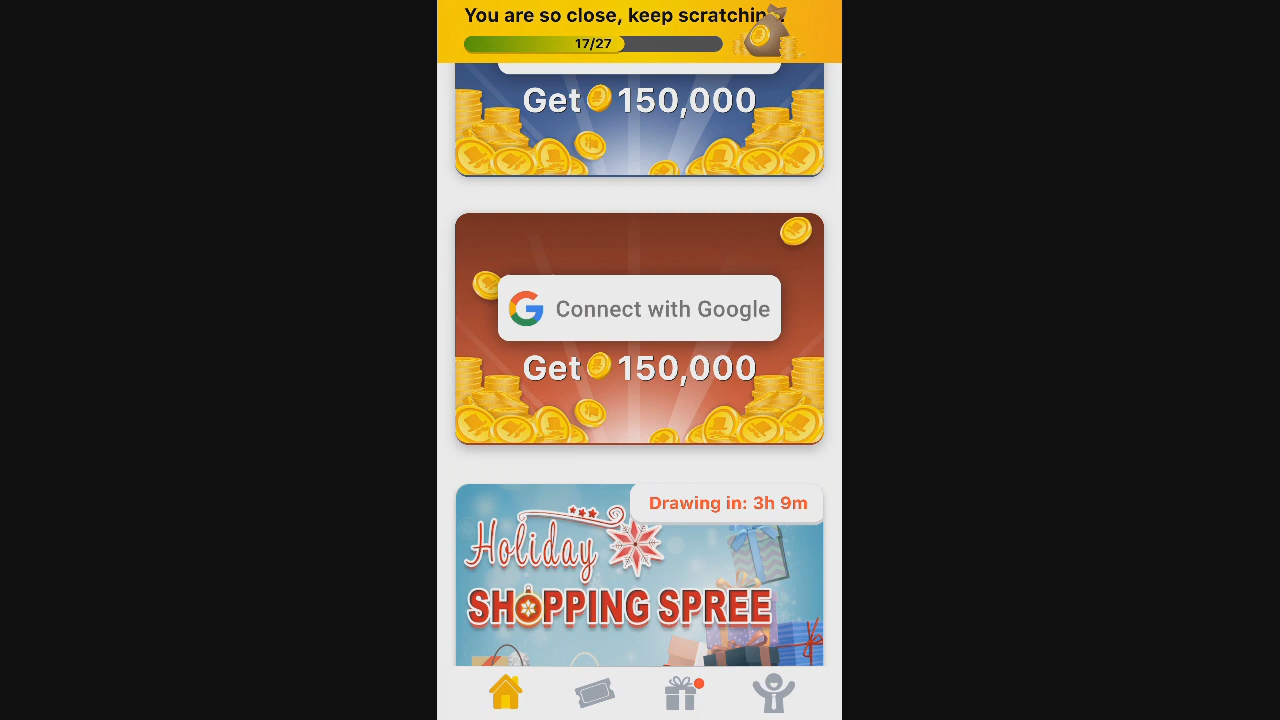 You are so close, keep scratching
17/27
Get 150,000
Connect with Google
Get 150,000
Drawing in: 3h 9m
Holiday
SHOPPING SPREE